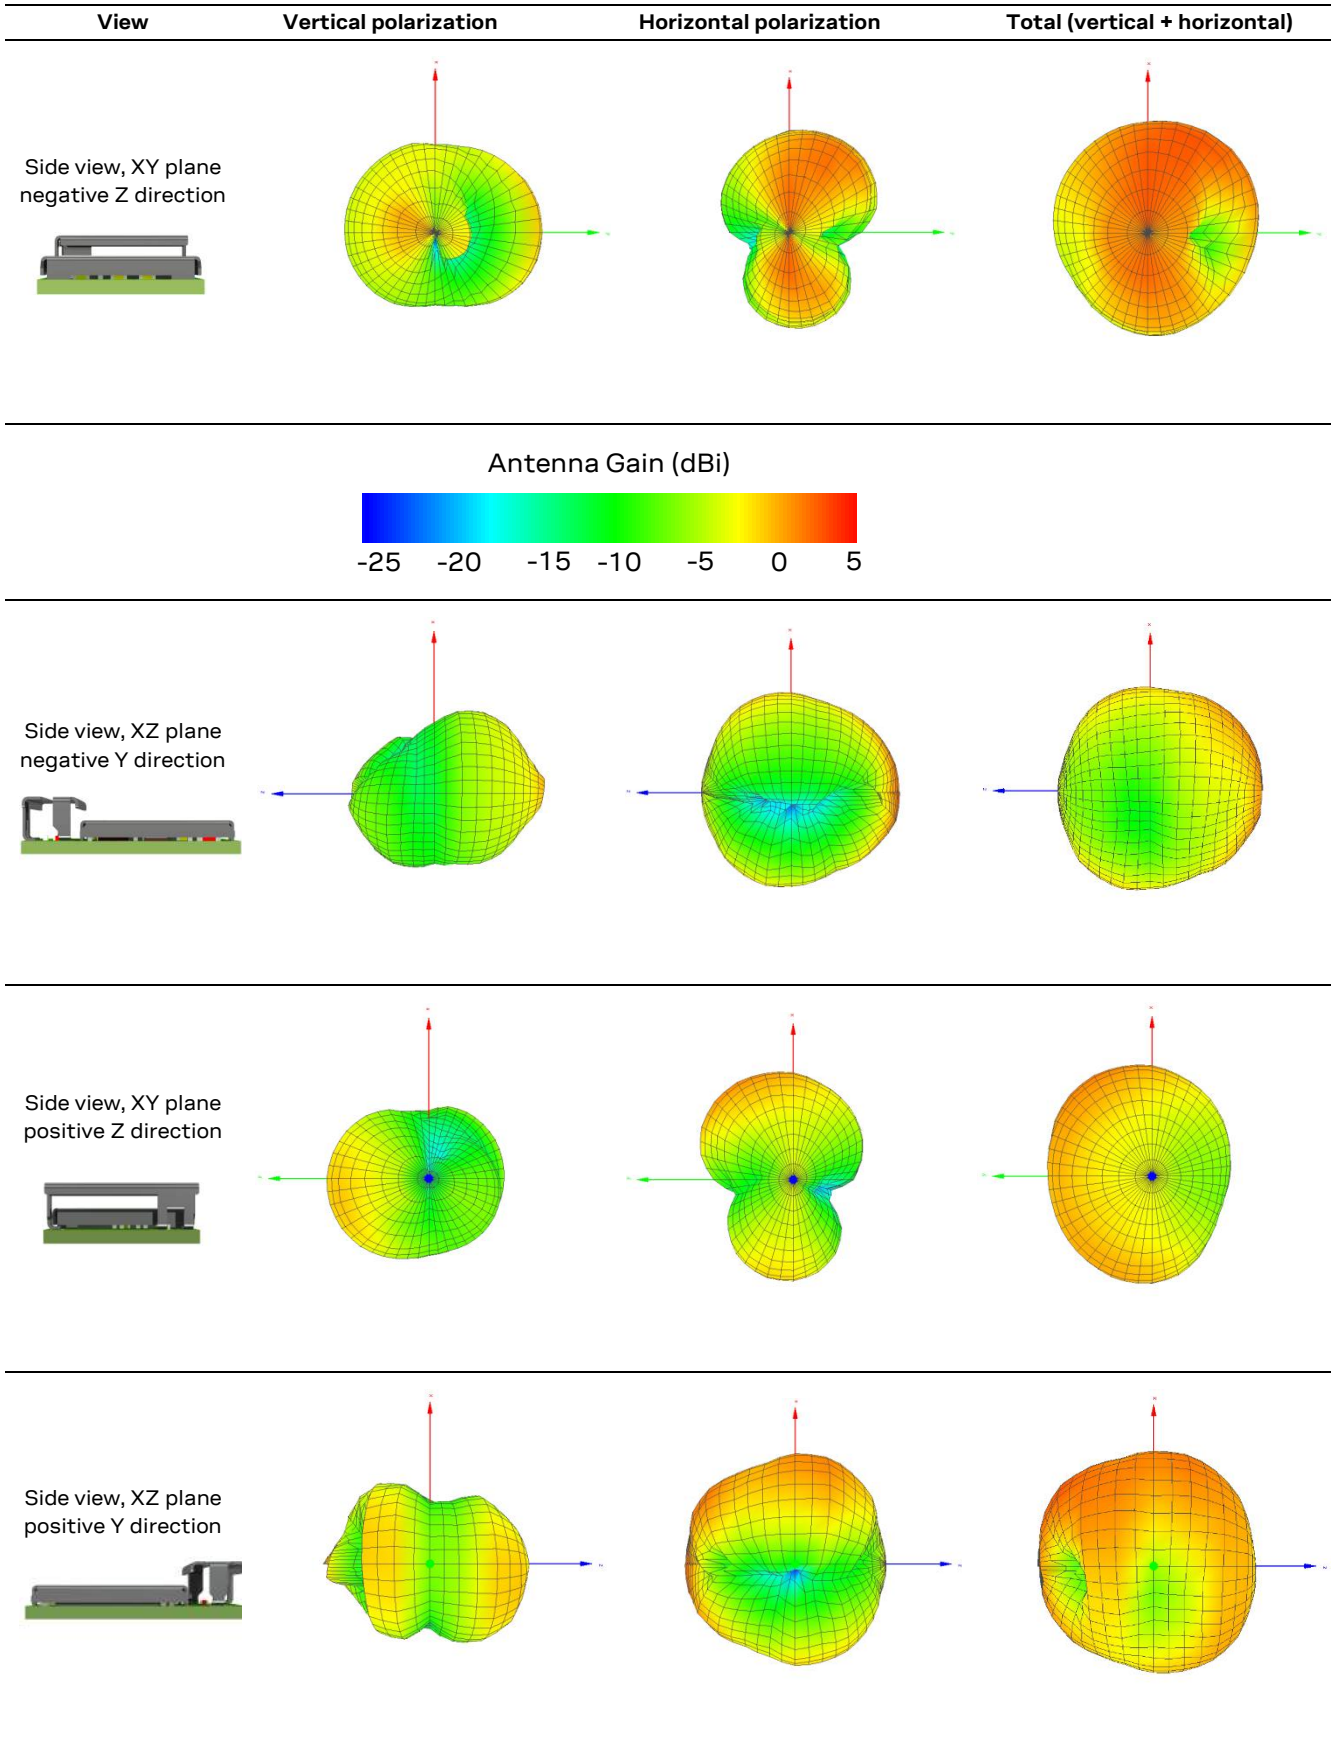 View Vertical polarization Horizontal polarization Total (vertical + horizontal)
Side view, XY plane
negative Z direction
Antenna Gain (dBi)
-25 -20 -15 -10 -5 0 5
Side view, XZ plane
negative Y direction
Side view, XY plane
positive Z direction
Side view, XZ plane
positive Y direction